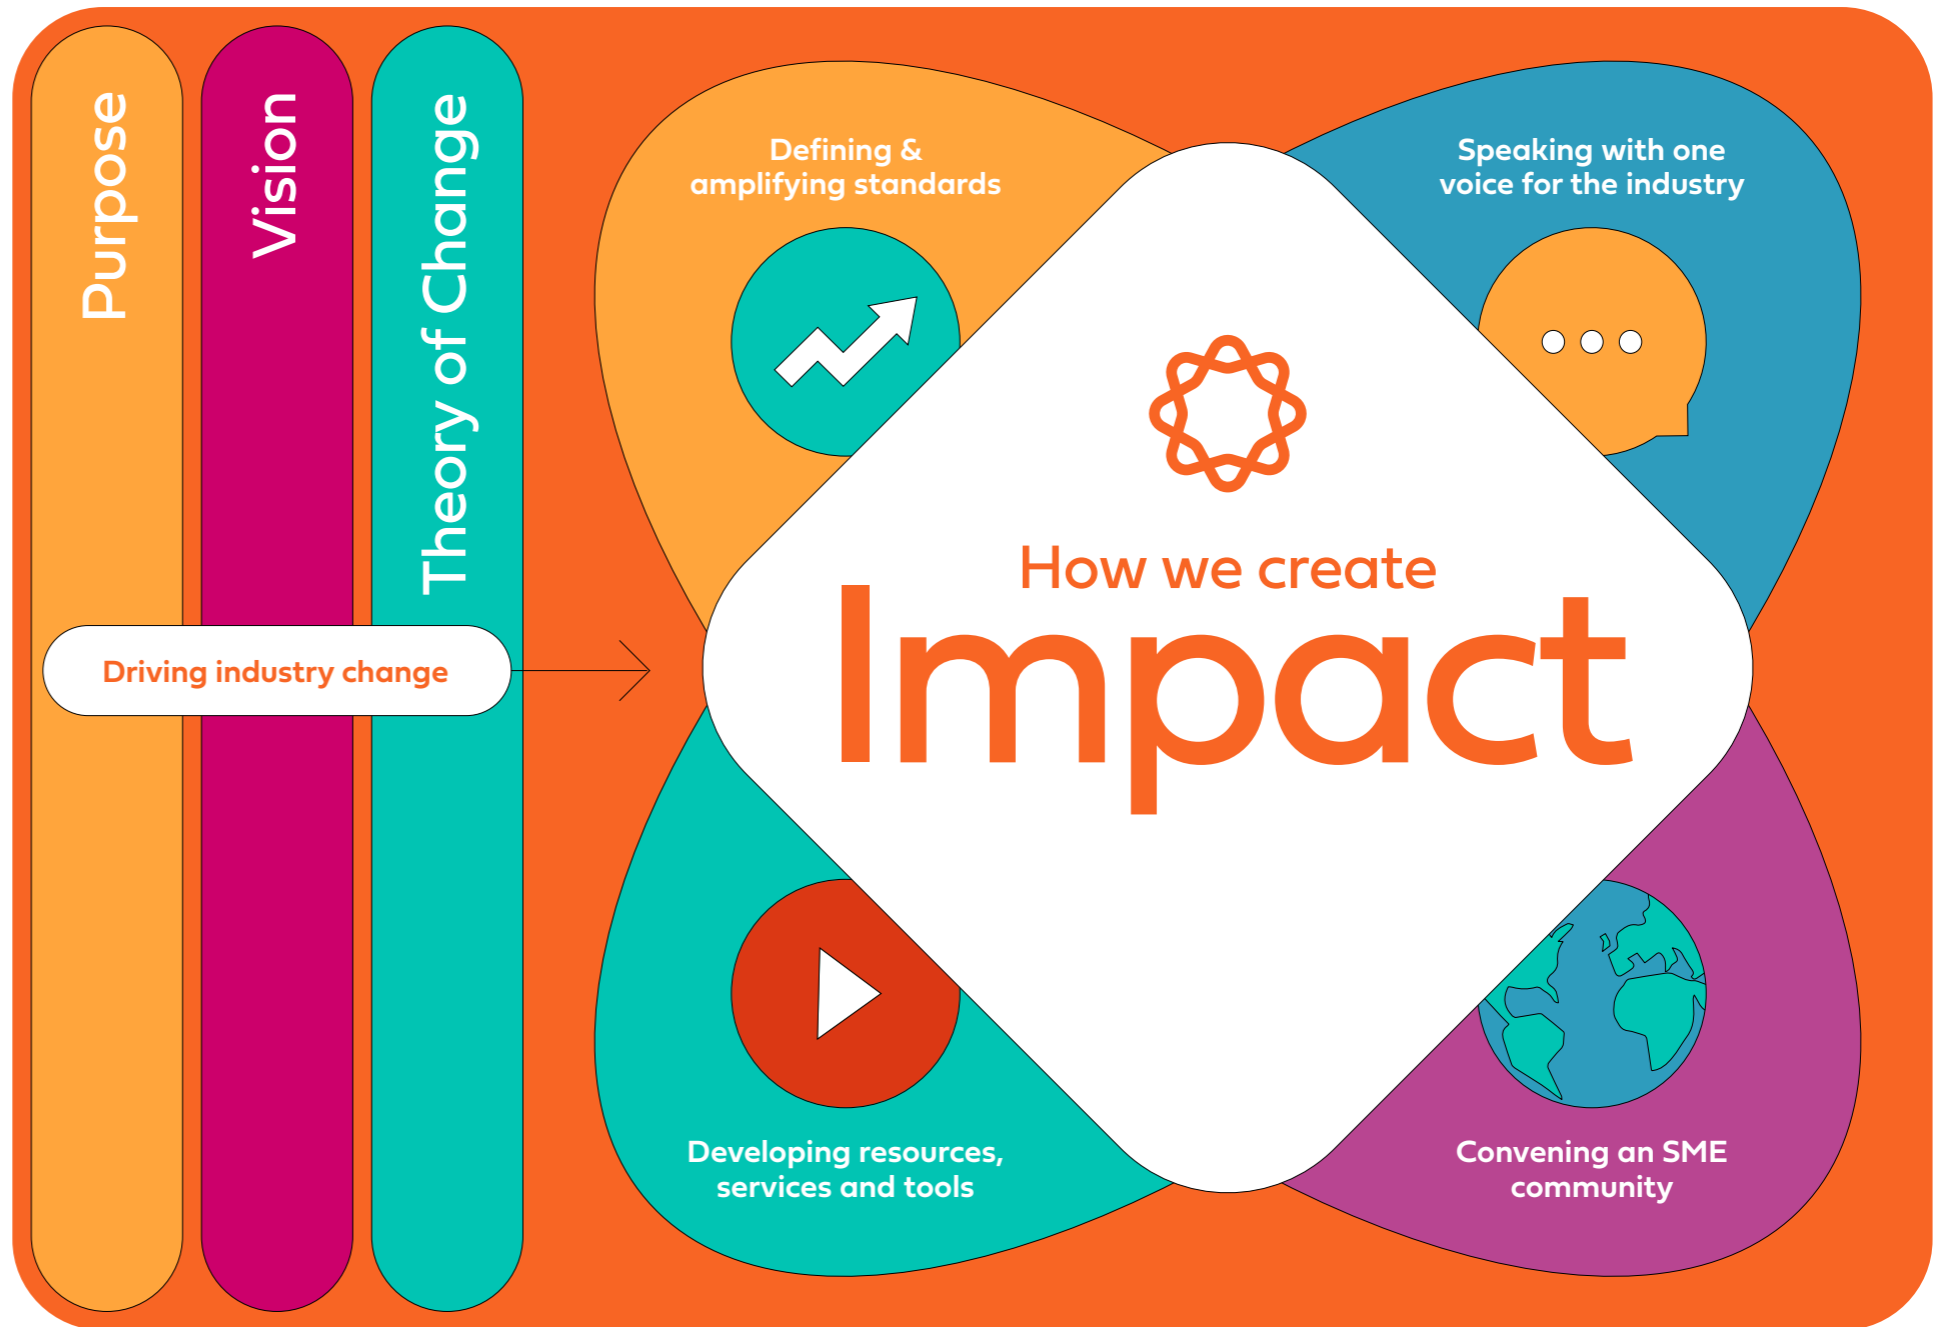 Purpose
Vision
Theory of Change
Driving industry change
Defining &
amplifying standards
Speaking with one
voice for the industry
How we create
Impact
Developing resources,
services and tools
Convening an SME
community